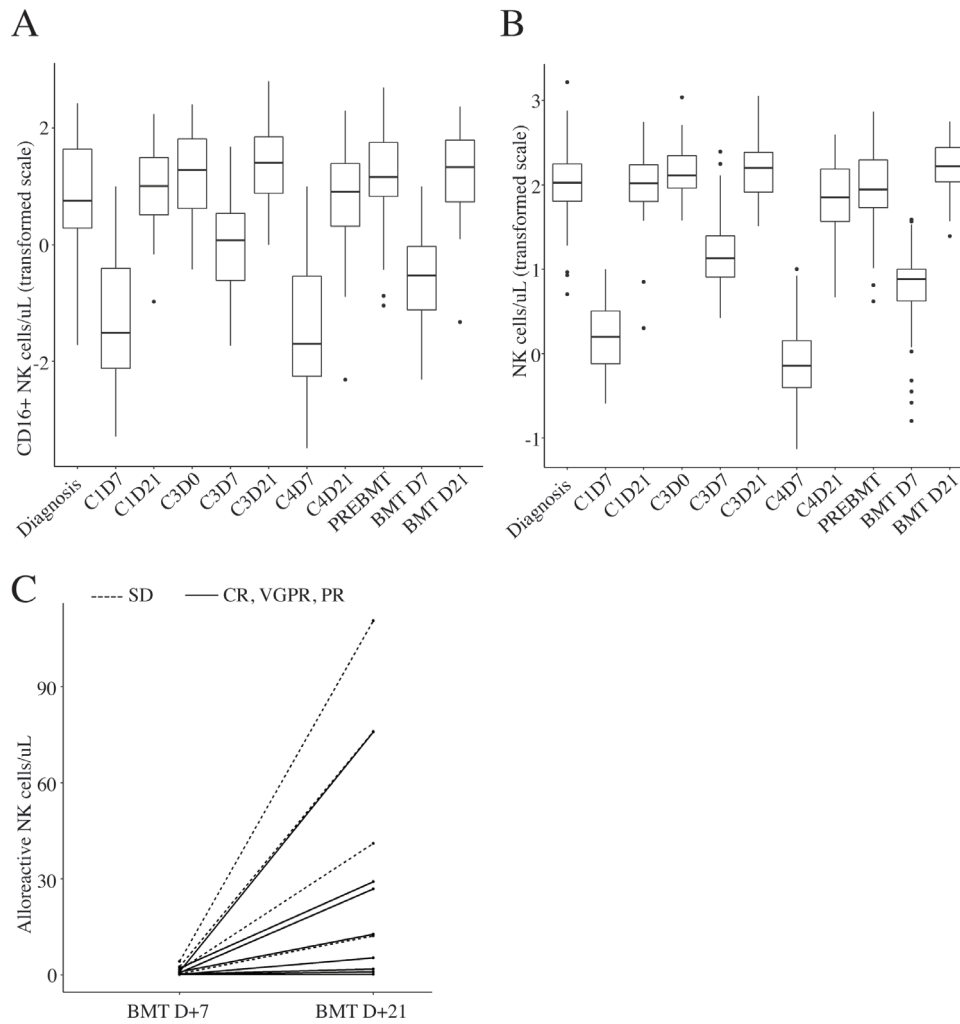 A
CD16+ NK cells/uL (transformed scale)
2
0
-2
Diagnosis
C1D7
C1D21
C3D0
C3D7
C3D21
C4D7
C4D21
PREBMT
BMT D7
BMT D21
B
NK cells/uL (transformed scale)
3
2
1
0
-1
Diagnosis
C1D7
C1D21
C3D0
C3D7
C3D21
C4D7
C4D21
PREBMT
BMT D7
BMT D21
C
SD
CR, VGPR, PR
Alloreactive NK cells/uL
90
60
30
0
BMT D+7
BMT D+21